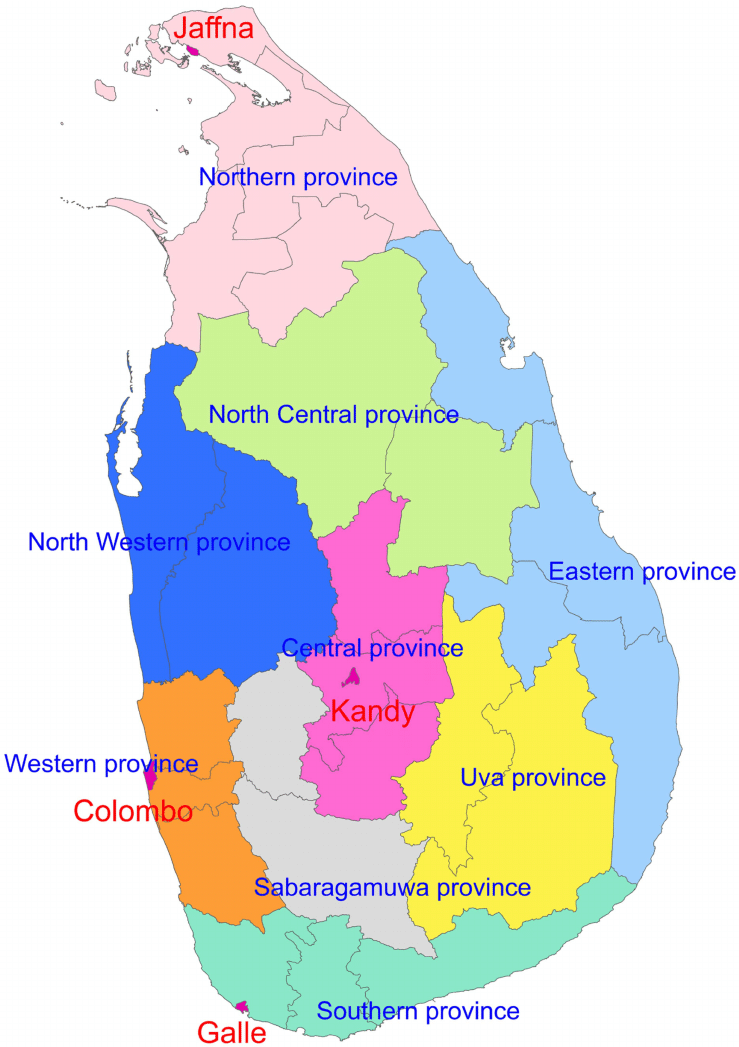 Jaffna
Northern province
North Central province
North Western province
Eastern province
Central province
Kandy
Western province
Uva province
Colombo
Sabaragamuwa province
Southern province
Galle